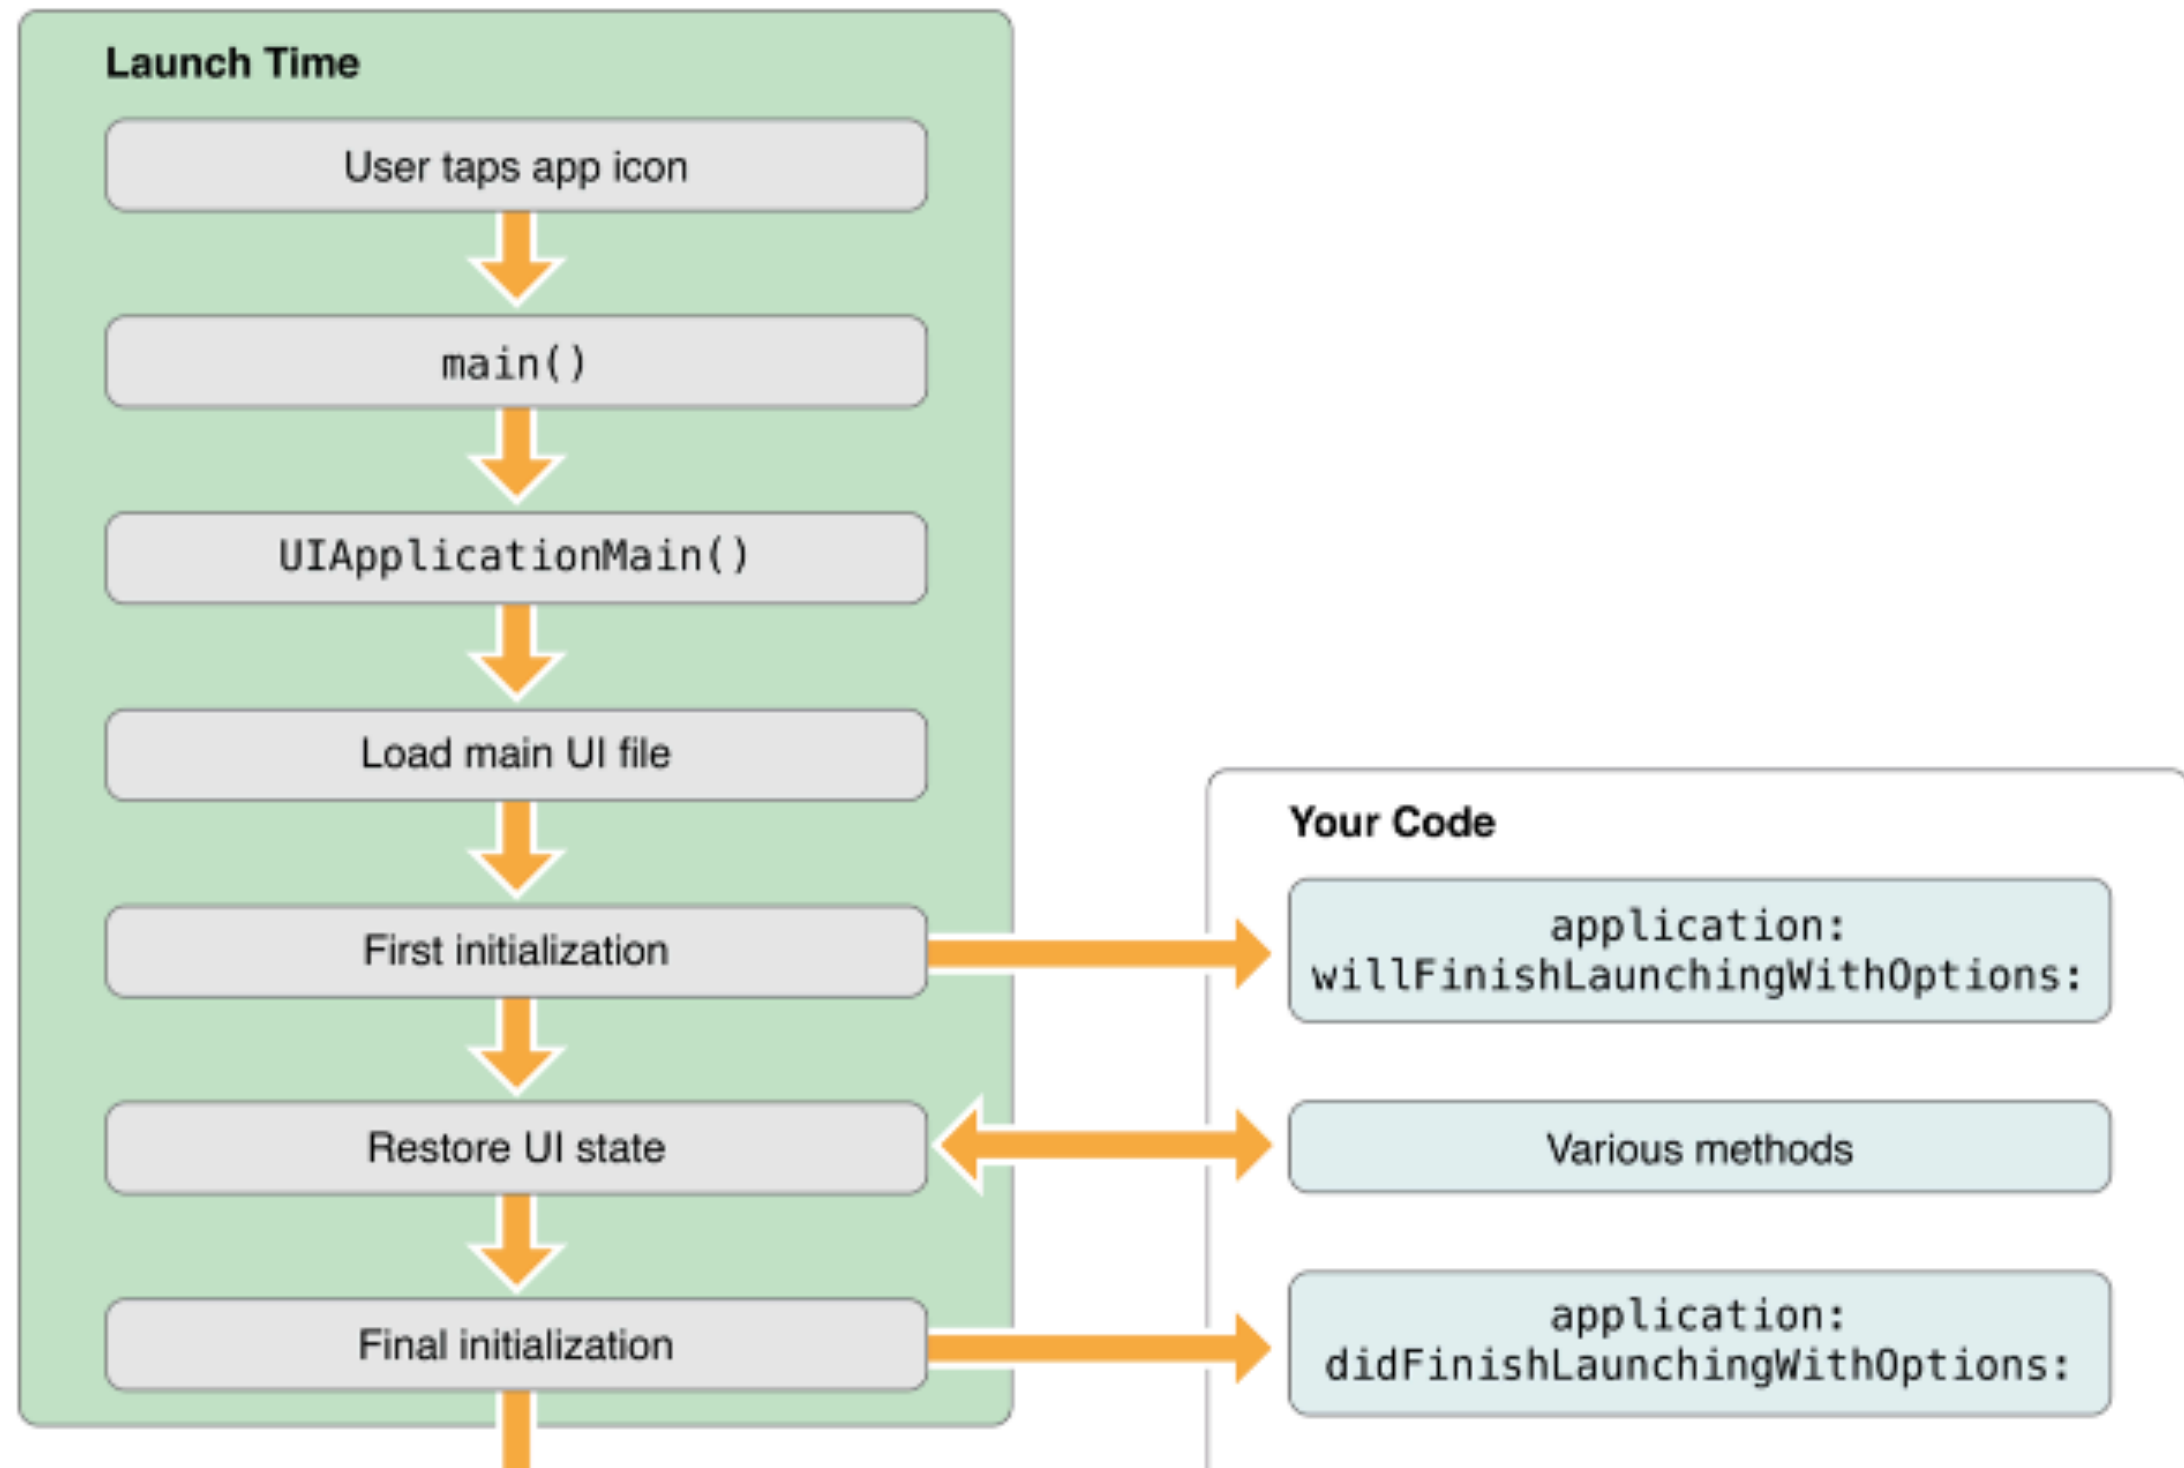 Launch Time
User taps app icon
main()
UIApplicationMain()
Load main UI file
First initialization
Restore UI state
Final initialization
Your Code
application:
willFinishLaunchingWithOptions:
Various methods
application:
didFinishLaunchingWithOptions: